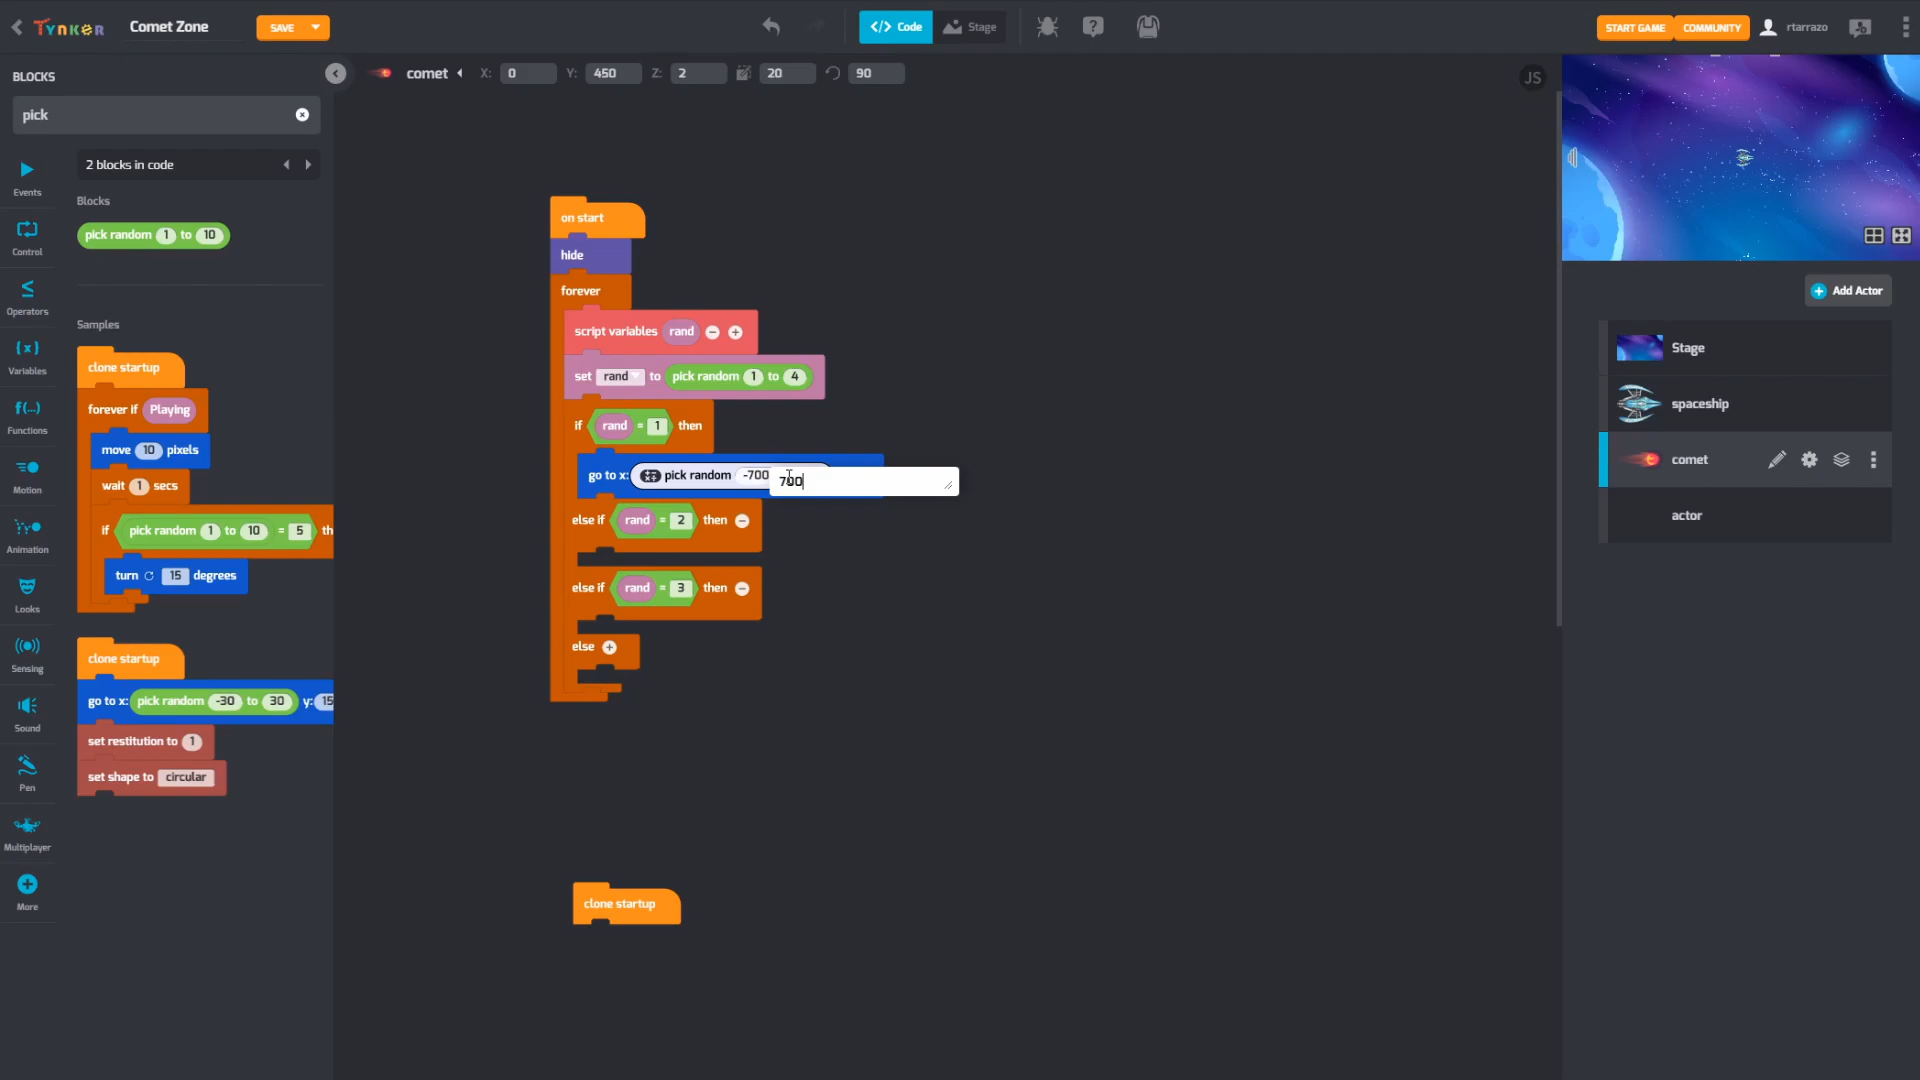 TYNKER
Comet Zone
SAVE
</> Code
Stage
START GAME
COMMUNITY
rtarrazo
BLOCKS
comet
X: 0
Y: 450
Z: 2
20
90
JS
pick
2 blocks in code
Blocks
pick random 1 to 10
Samples
clone startup
forever if Playing
move 10 pixels
wait 1 secs
if pick random 1 to 10 = 5 th
turn 15 degrees
clone startup
go to x: pick random -30 to 30 y: 15
set restitution to 1
set shape to circular
Events
Control
Operators
{x}
Variables
f(...)
Functions
Motion
Animation
Looks
Sensing
Sound
Pen
Multiplayer
More
on start
hide
forever
script variables rand
set rand to pick random 1 to 4
if rand = 1 then
go to x: pick random -700
700
else if rand = 2 then
else if rand = 3 then
else
clone startup
Add Actor
Stage
spaceship
comet
actor